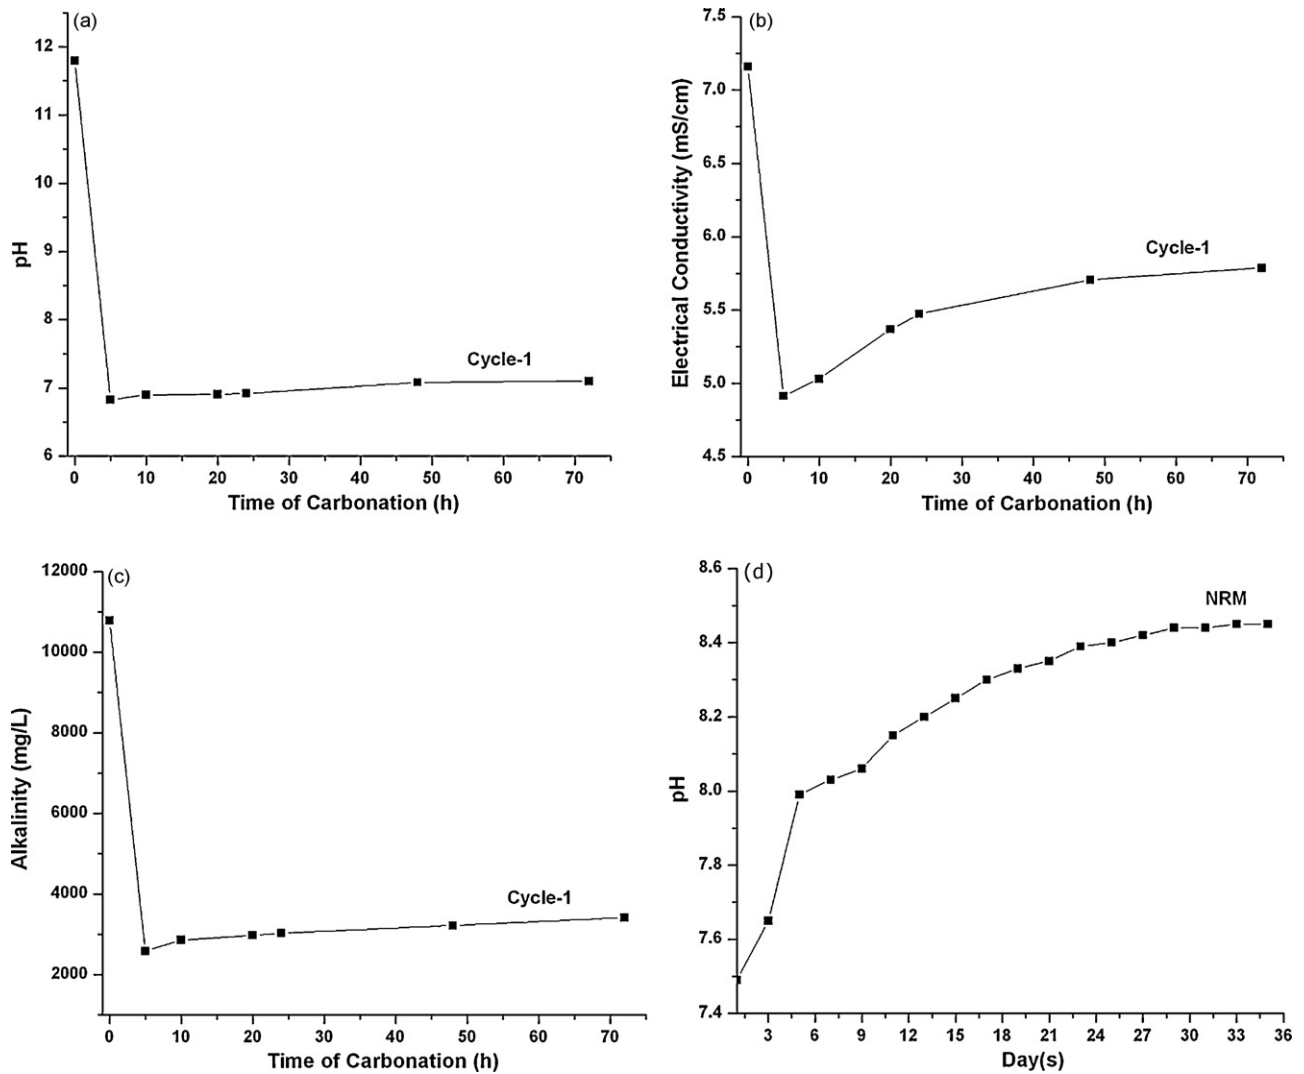 (a)
12
11
10
9
8
7
6
pH
Cycle-1
0 10 20 30 40 50 60 70
Time of Carbonation (h)
(b)
7.5
7.0
6.5
6.0
5.5
5.0
4.5
Electrical Conductivity (mS/cm)
Cycle-1
0 10 20 30 40 50 60 70
Time of Carbonation (h)
(c)
12000
10000
8000
6000
4000
2000
Alkalinity (mg/L)
Cycle-1
0 10 20 30 40 50 60 70
Time of Carbonation (h)
(d)
8.6
8.4
8.2
8.0
7.8
7.6
7.4
pH
NRM
3 6 9 12 15 18 21 24 27 30 33 36
Day(s)